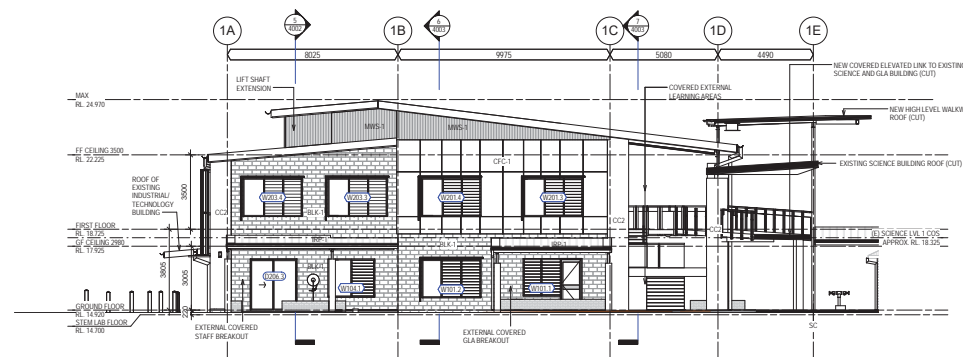 5
4002
6
4003
7
4003
1A
1B
1C
1D
1E
8025
9975
5080
4490
LIFT SHAFT
EXTENSION
COVERED EXTERNAL
LEARNING AREAS
NEW COVERED ELEVATED LINK TO EXISTING
SCIENCE AND GLA BUILDING (CUT)
MAX
RL. 24.970
NEW HIGH LEVEL WALKW
ROOF (CUT)
MWS-1
MWS-1
FF CEILING 3500
RL. 22.225
CFC-1
EXISTING SCIENCE BUILDING ROOF (CUT)
ROOF OF
EXISTING
INDUSTRIAL/
TECHNOLOGY
BUILDING
3500
W203.4
W203.3
W201.4
W201.3
BLK-1
CC2
CC2
CC2
FIRST FLOOR
RL. 18.725
GF CEILING 2980
RL. 17.925
(E) SCIENCE LVL 1 COS
APPROX. RL. 18.325
BLK-1
3805
3005
220
D206.3
BLK-1
W104.1
W101.2
W101.1
GROUND FLOOR
RL. 14.920
STEM LAB FLOOR
RL. 14.700
EXTERNAL COVERED
STAFF BREAKOUT
EXTERNAL COVERED
GLA BREAKOUT
SC